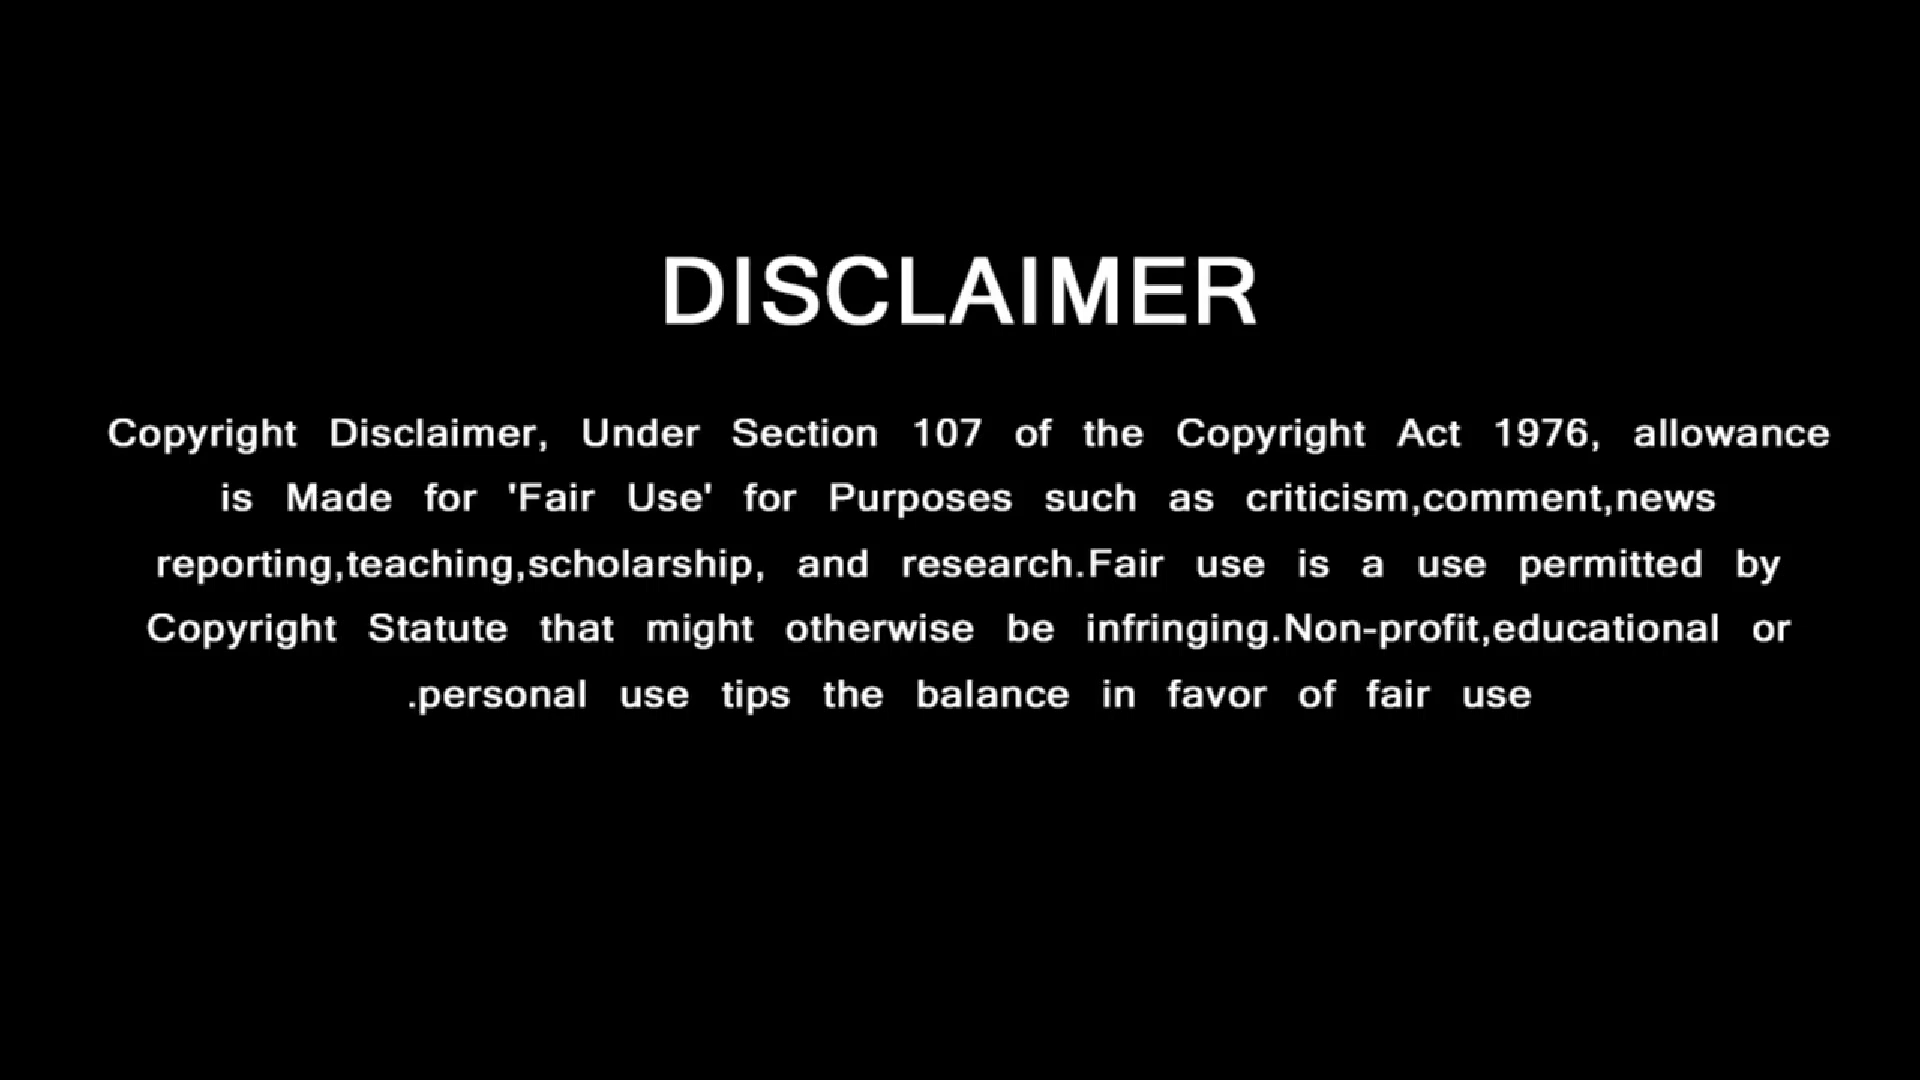 DISCLAIMER
Copyright Disclaimer, Under Section 107 of the Copyright Act 1976, allowance
is Made for 'Fair Use' for Purposes such as criticism,comment,news
reporting,teaching,scholarship, and research.Fair use is a use permitted by
Copyright Statute that might otherwise be infringing.Non-profit,educational or
.personal use tips the balance in favor of fair use